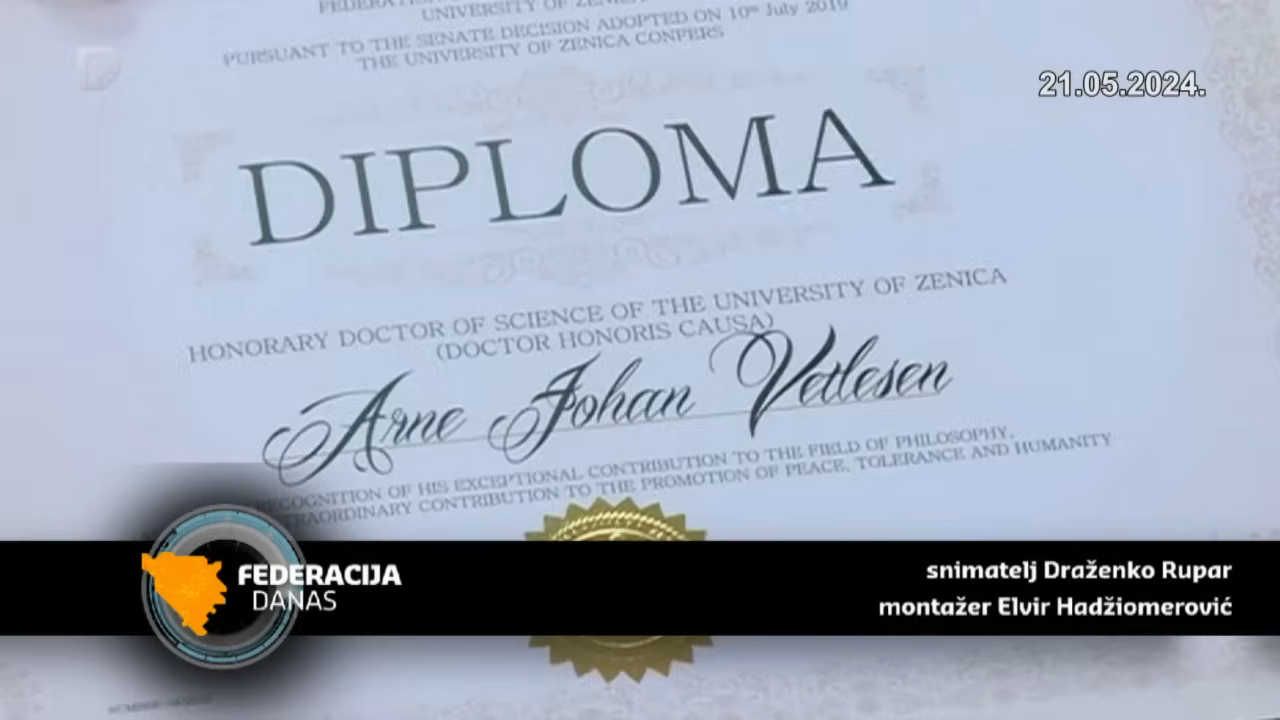 UNIVERSITY OF
PURSUANT TO THE SENATE DECISION ADOPTED ON 10th July 2019
THE UNIVERSITY OF ZENICA CONFERS
21.05.2024.
DIPLOMA
HONORARY DOCTOR OF SCIENCE OF THE UNIVERSITY OF ZENICA
(DOCTOR HONORIS CAUSA)
Arne Johan Vetlesen
RECOGNITION OF HIS EXCEPTIONAL CONTRIBUTION TO THE FIELD OF PHILOSOPHY,
CONTRIBUTION TO THE PROMOTION OF PEACE, TOLERANCE AND HUMANITY
FEDERACIJA
DANAS
snimatelj Draženko Rupar
montažer Elvir Hadžiomerović